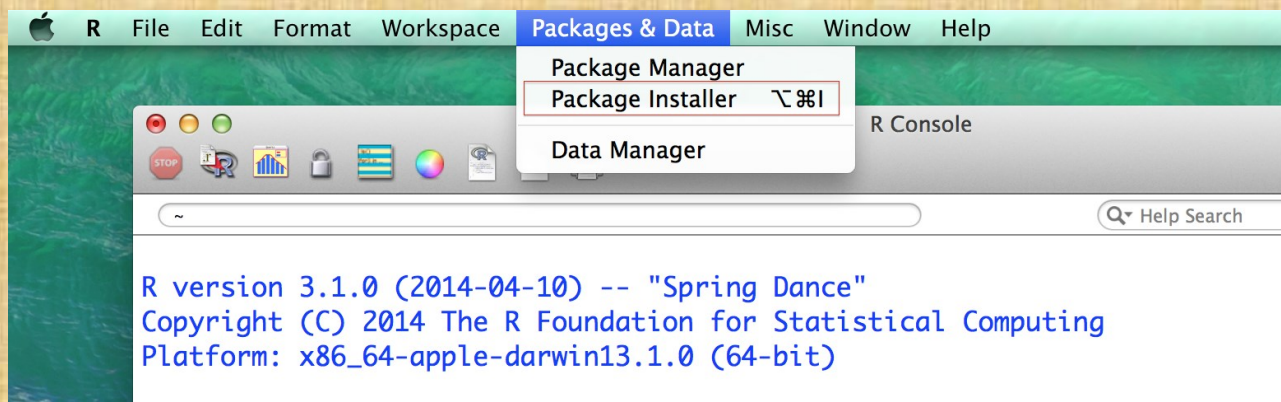 R File Edit Format Workspace Packages & Data Misc Window Help
Package Manager
Package Installer ⌥⌘I
Data Manager
R Console
STOP
~
Help Search
R version 3.1.0 (2014-04-10) -- "Spring Dance"
Copyright (C) 2014 The R Foundation for Statistical Computing
Platform: x86_64-apple-darwin13.1.0 (64-bit)